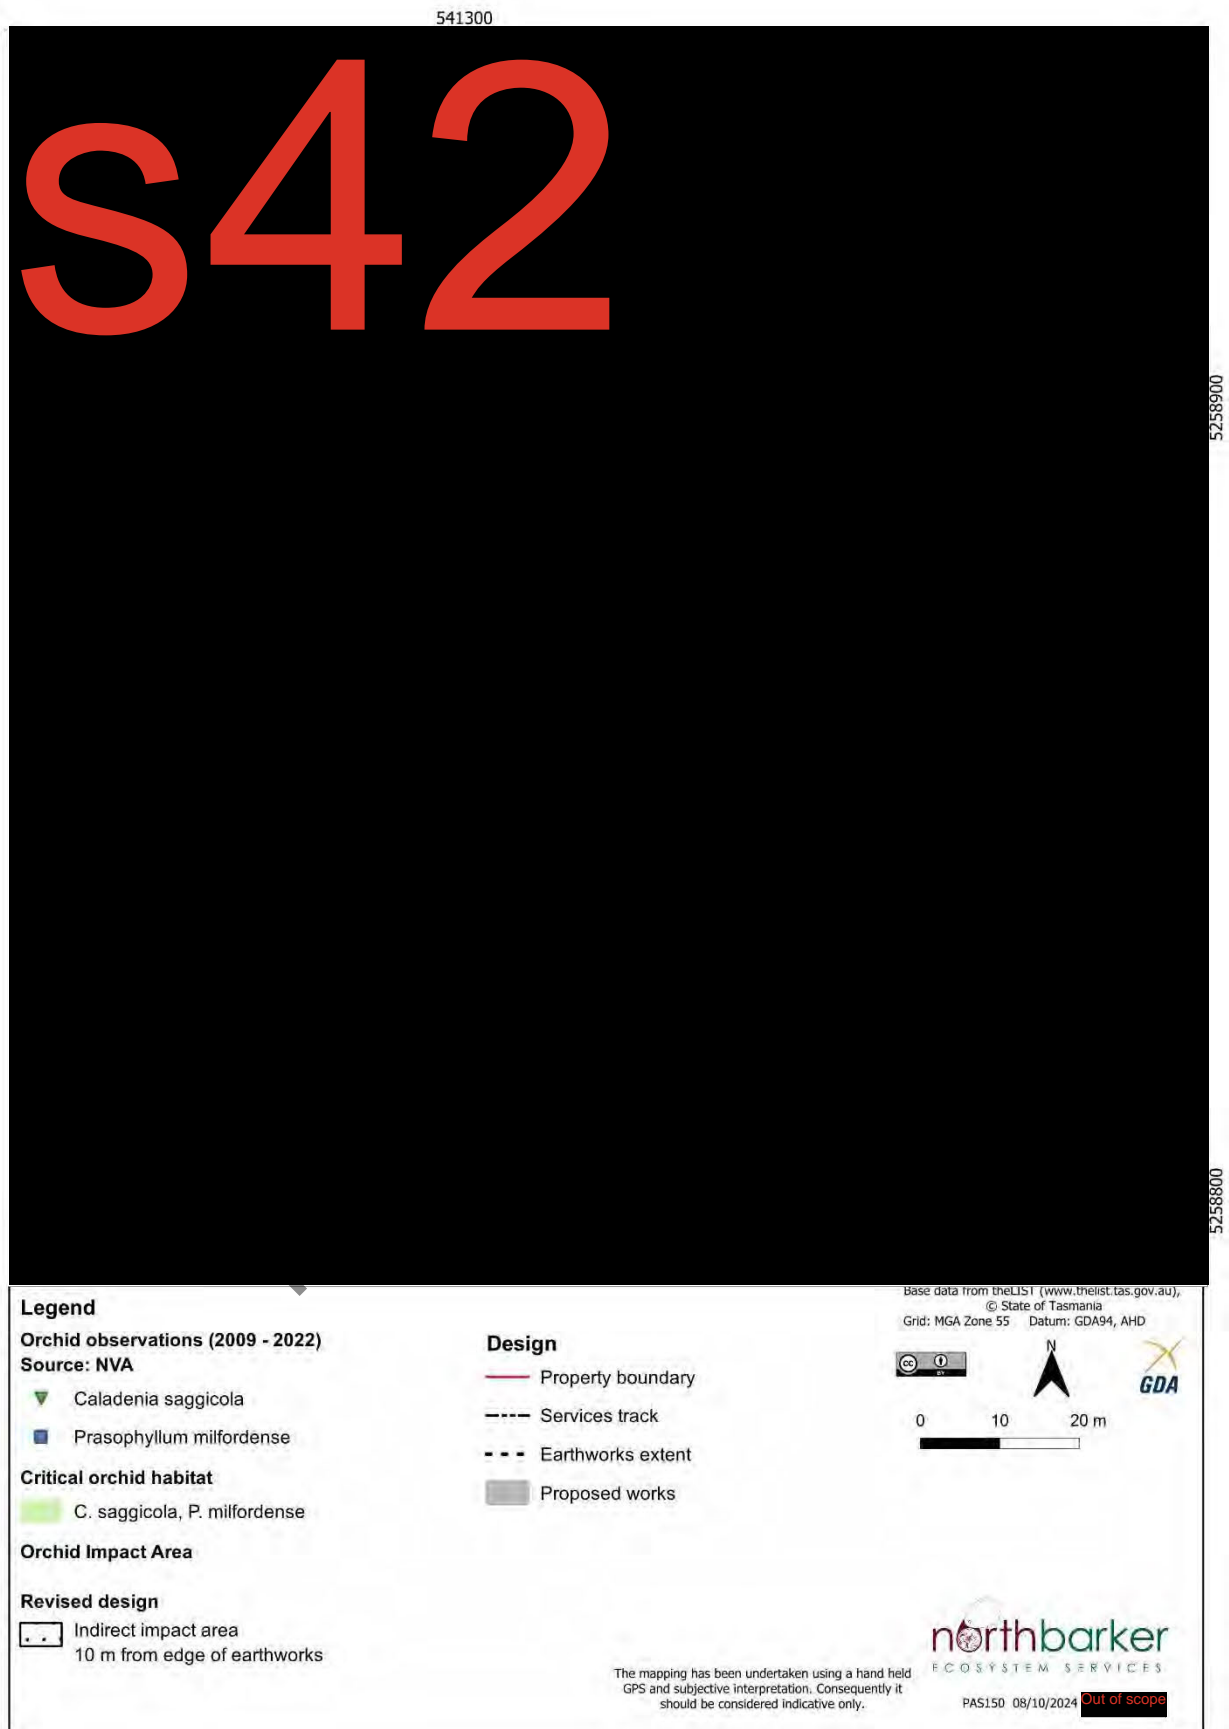 541300
s42
5258900
5258800
Legend
Orchid observations (2009 - 2022)
Source: NVA
Caladenia saggicola
Prasophyllum milfordense
Critical orchid habitat
C. saggicola, P. milfordense
Orchid Impact Area
Revised design
Indirect impact area
10 m from edge of earthworks
Design
Property boundary
Services track
Earthworks extent
Proposed works
Base data from theLIST (www.thelist.tas.gov.au),
© State of Tasmania
Grid: MGA Zone 55 Datum: GDA94, AHD
cc
BY
N
GDA
0 10 20 m
The mapping has been undertaken using a hand held
GPS and subjective interpretation. Consequently it
should be considered indicative only.
northbarker
ECOSYSTEM SERVICES
PAS150 08/10/2024 Out of scope